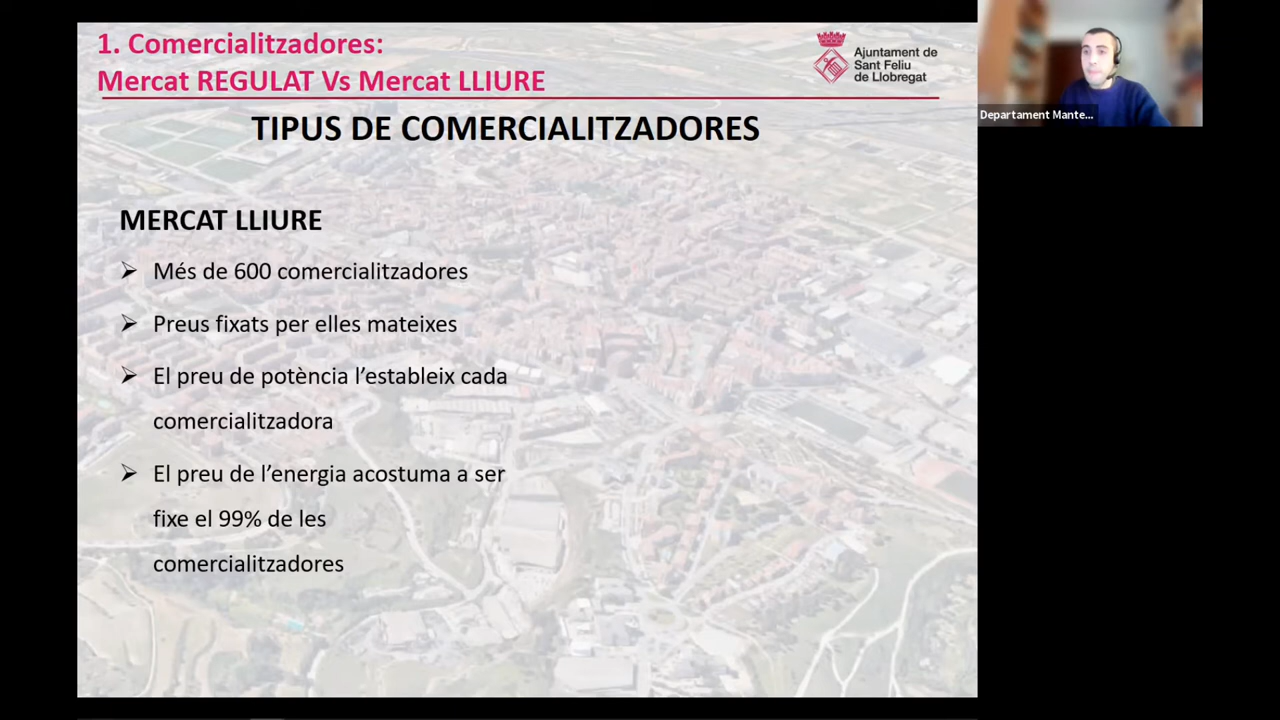 1. Comercialitzadores:
Mercat REGULAT Vs Mercat LLIURE
Ajuntament de
Sant Feliu
de Llobregat
Departament Mante...
TIPUS DE COMERCIALITZADORES
MERCAT LLIURE
➢ Més de 600 comercialitzadores
➢ Preus fixats per elles mateixes
➢ El preu de potència l’estableix cada
comercialitzadora
➢ El preu de l’energia acostuma a ser
fixe el 99% de les
comercialitzadores